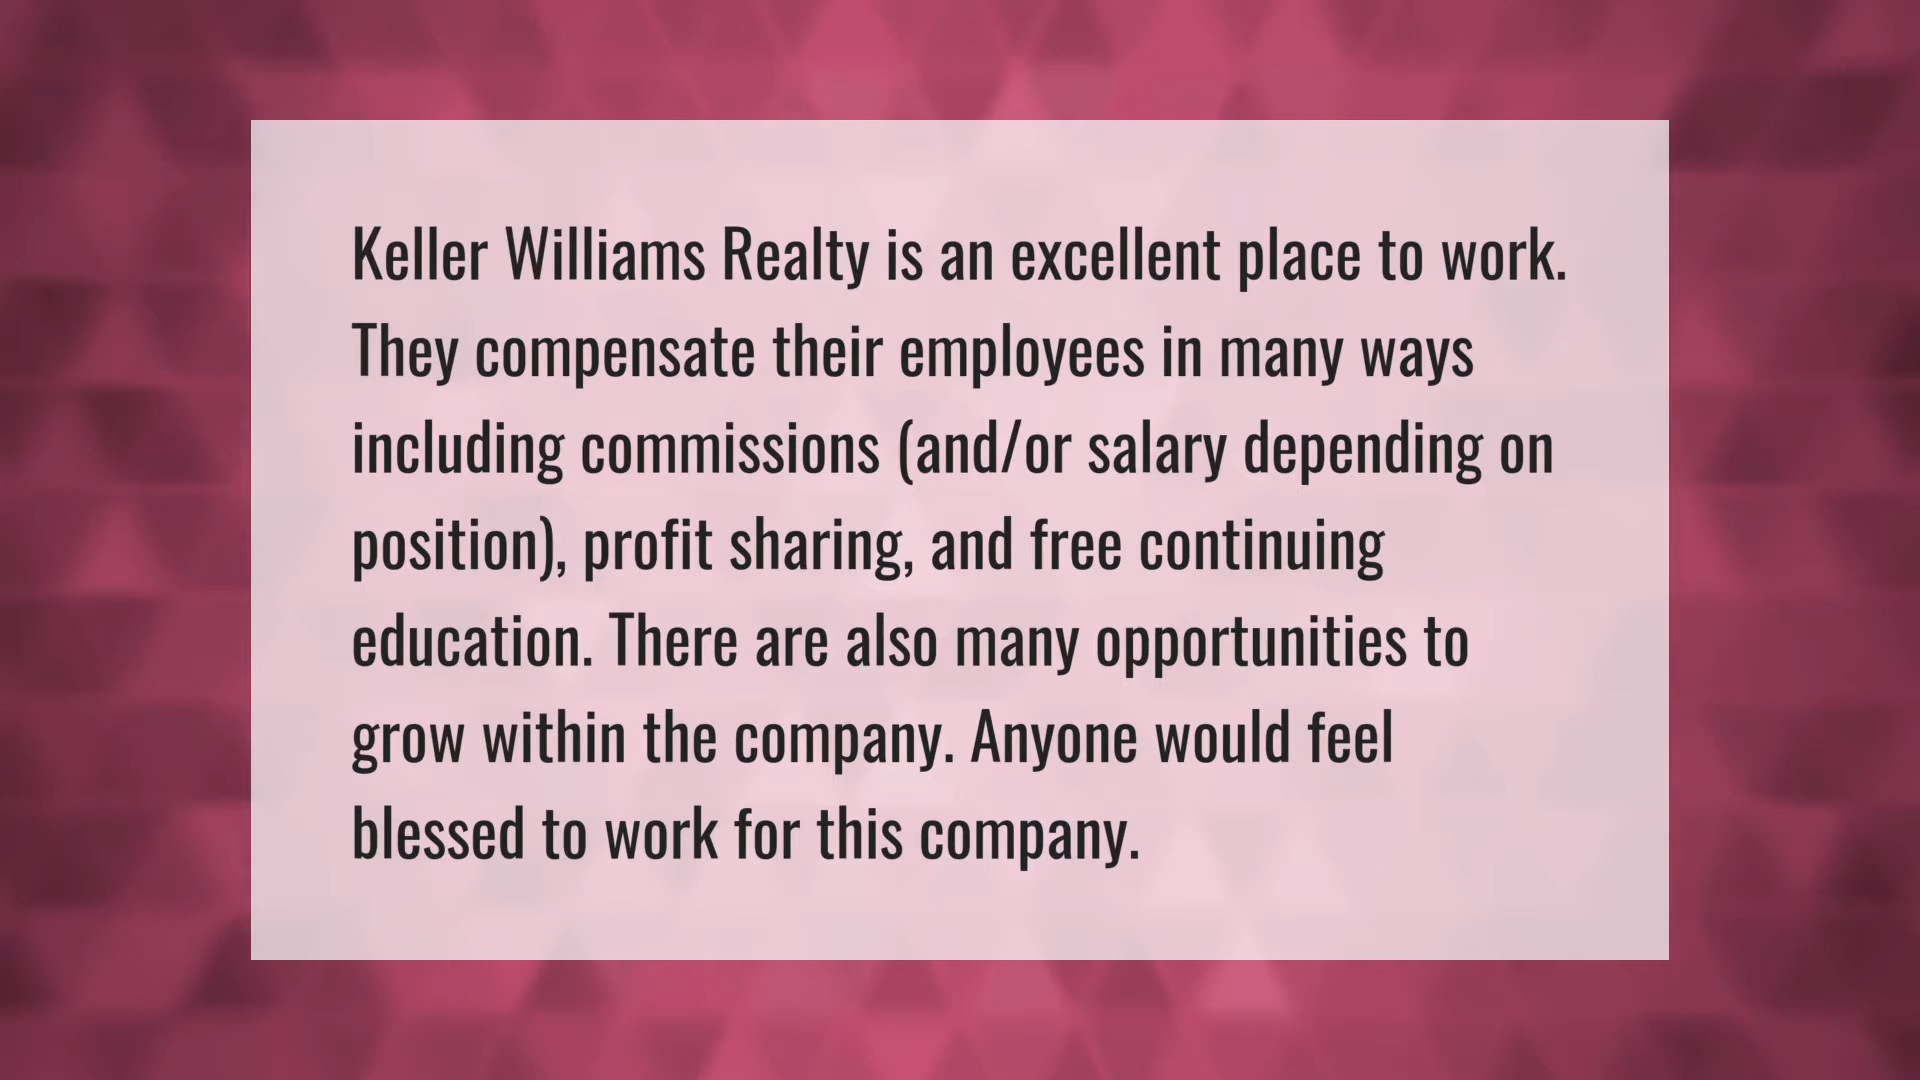 Keller Williams Realty is an excellent place to work.
They compensate their employees in many ways
including commissions (and/or salary depending on
position), profit sharing, and free continuing
education. There are also many opportunities to
grow within the company. Anyone would feel
blessed to work for this company.